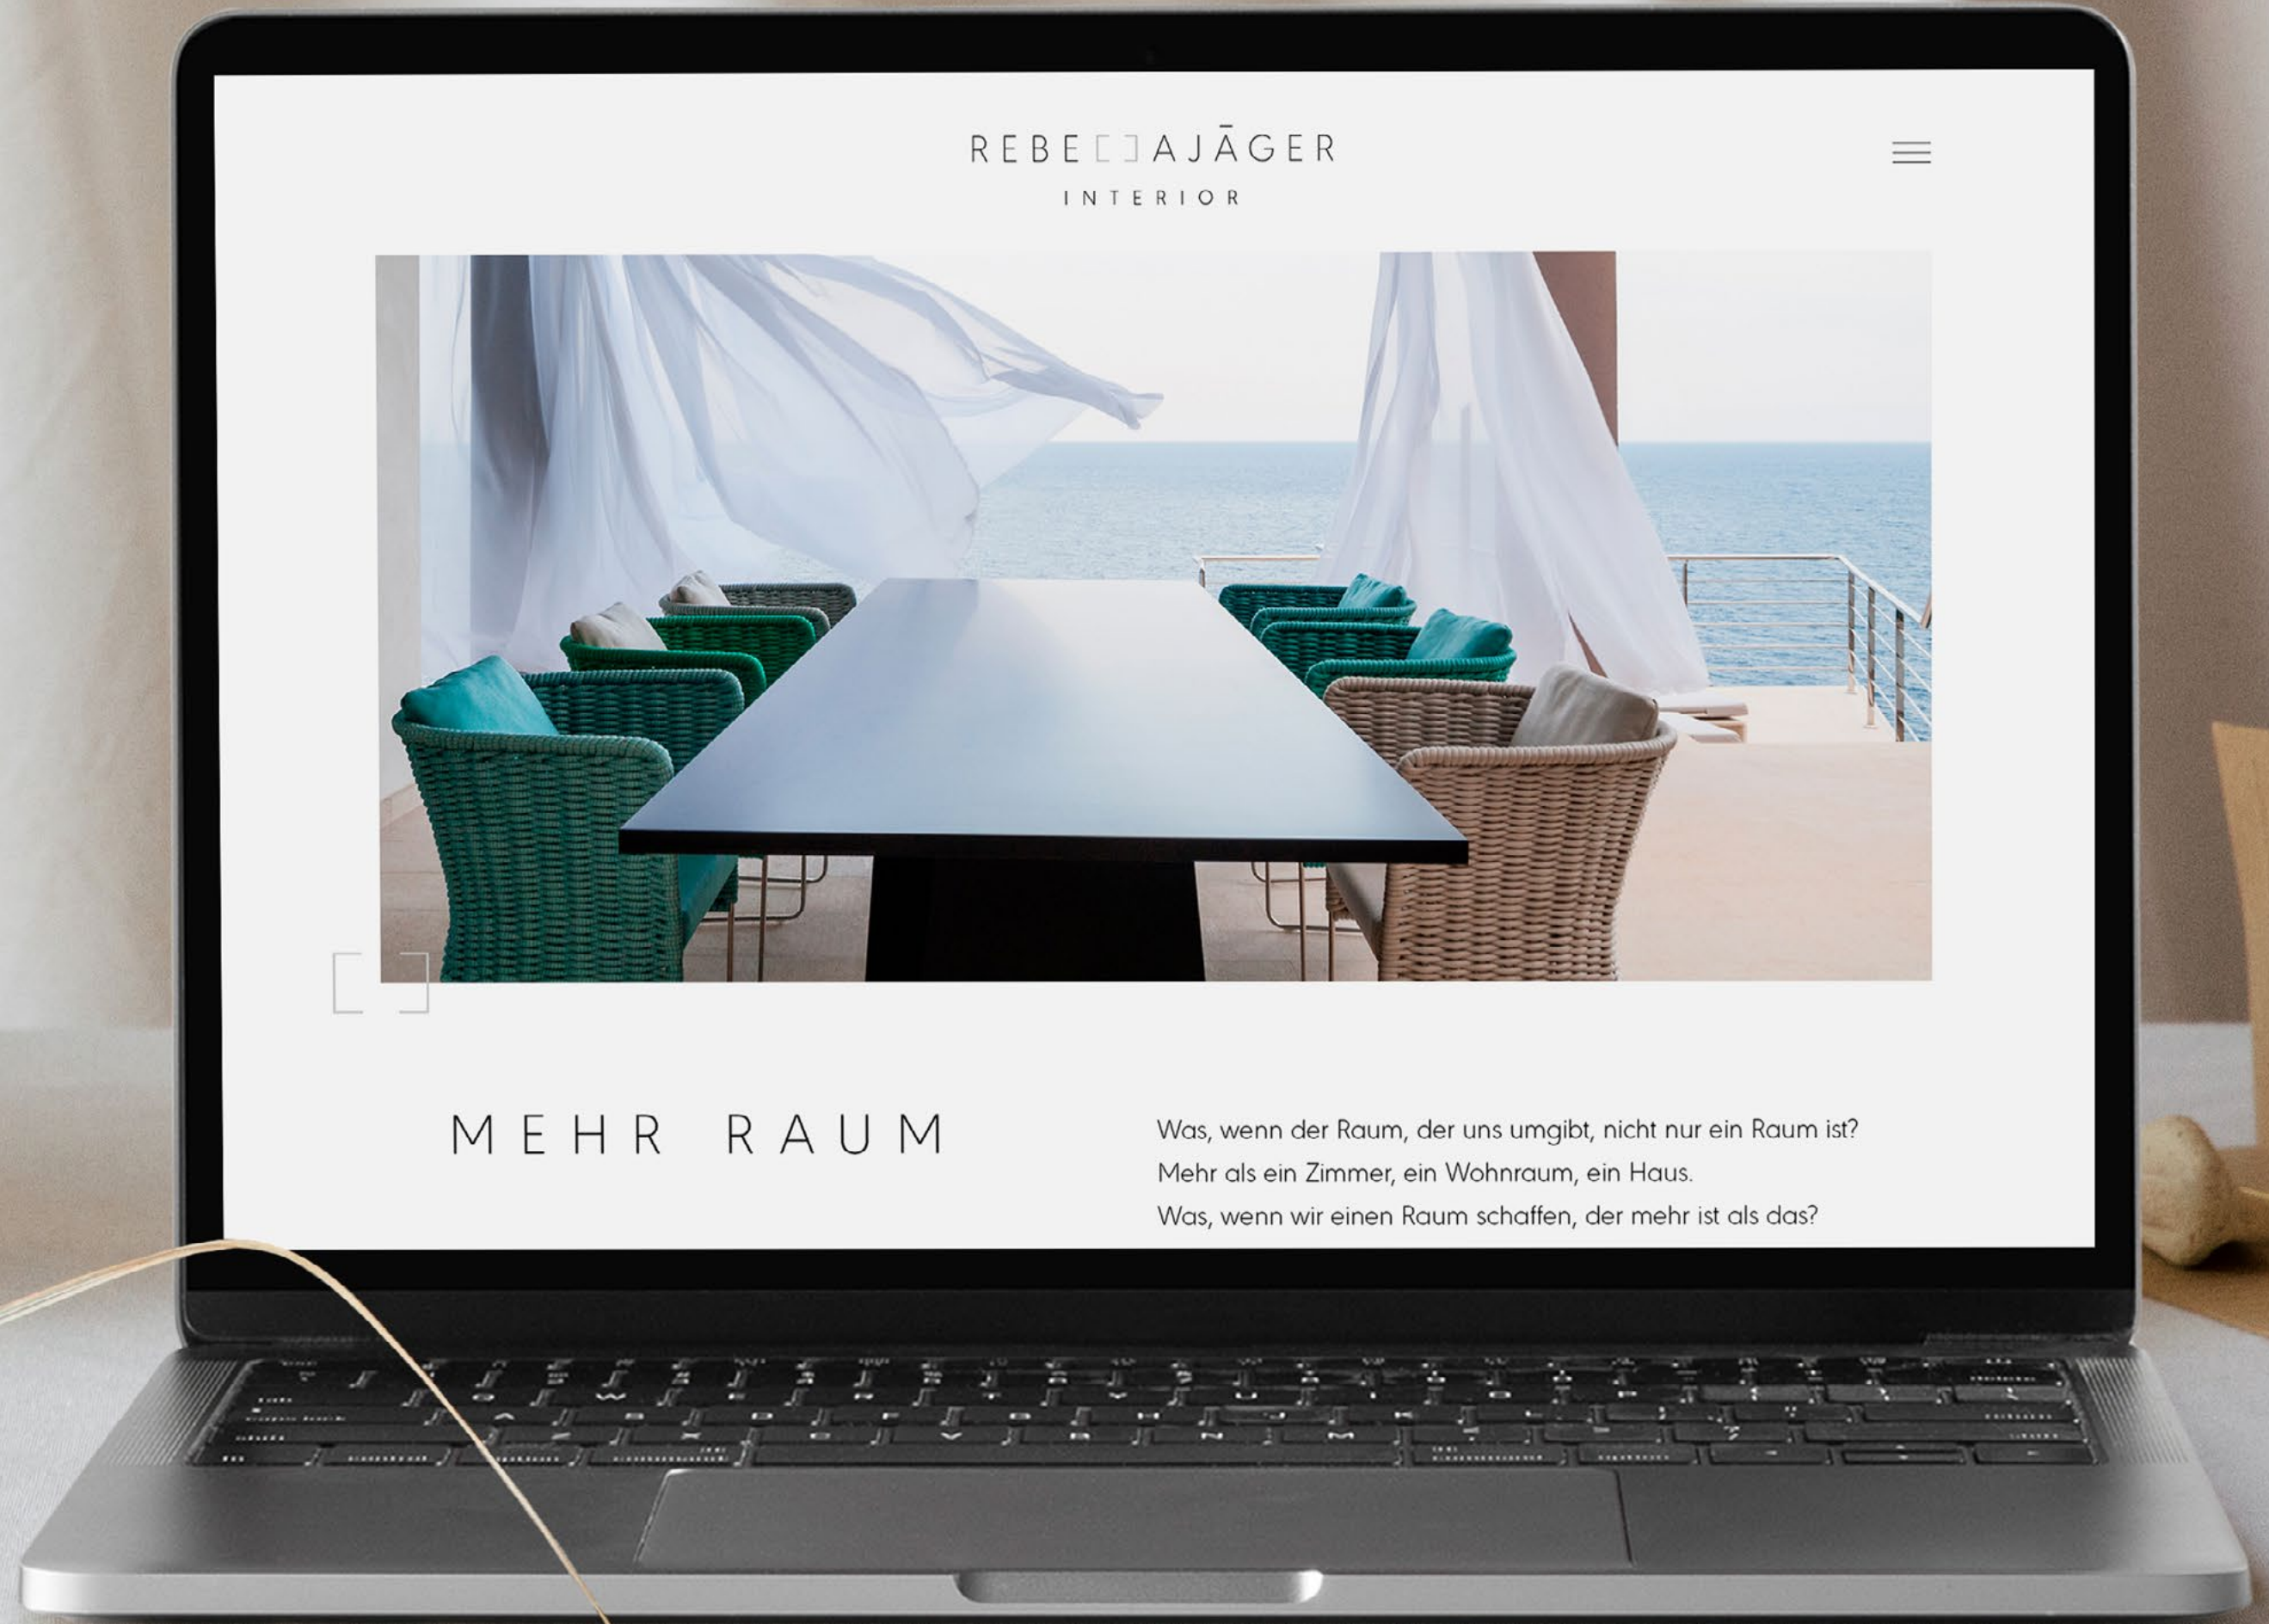 REBE[]AJĀGER
INTERIOR
MEHR RAUM
Was, wenn der Raum, der uns umgibt, nicht nur ein Raum ist?
Mehr als ein Zimmer, ein Wohnraum, ein Haus.
Was, wenn wir einen Raum schaffen, der mehr ist als das?